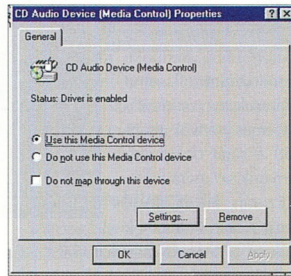 CD Audio Device (Media Control) Properties
General
CD Audio Device (Media Control)
Status: Driver is enabled
Use this Media Control device
Do not use this Media Control device
Do not map through this device
Settings...
Remove
OK
Cancel
Apply